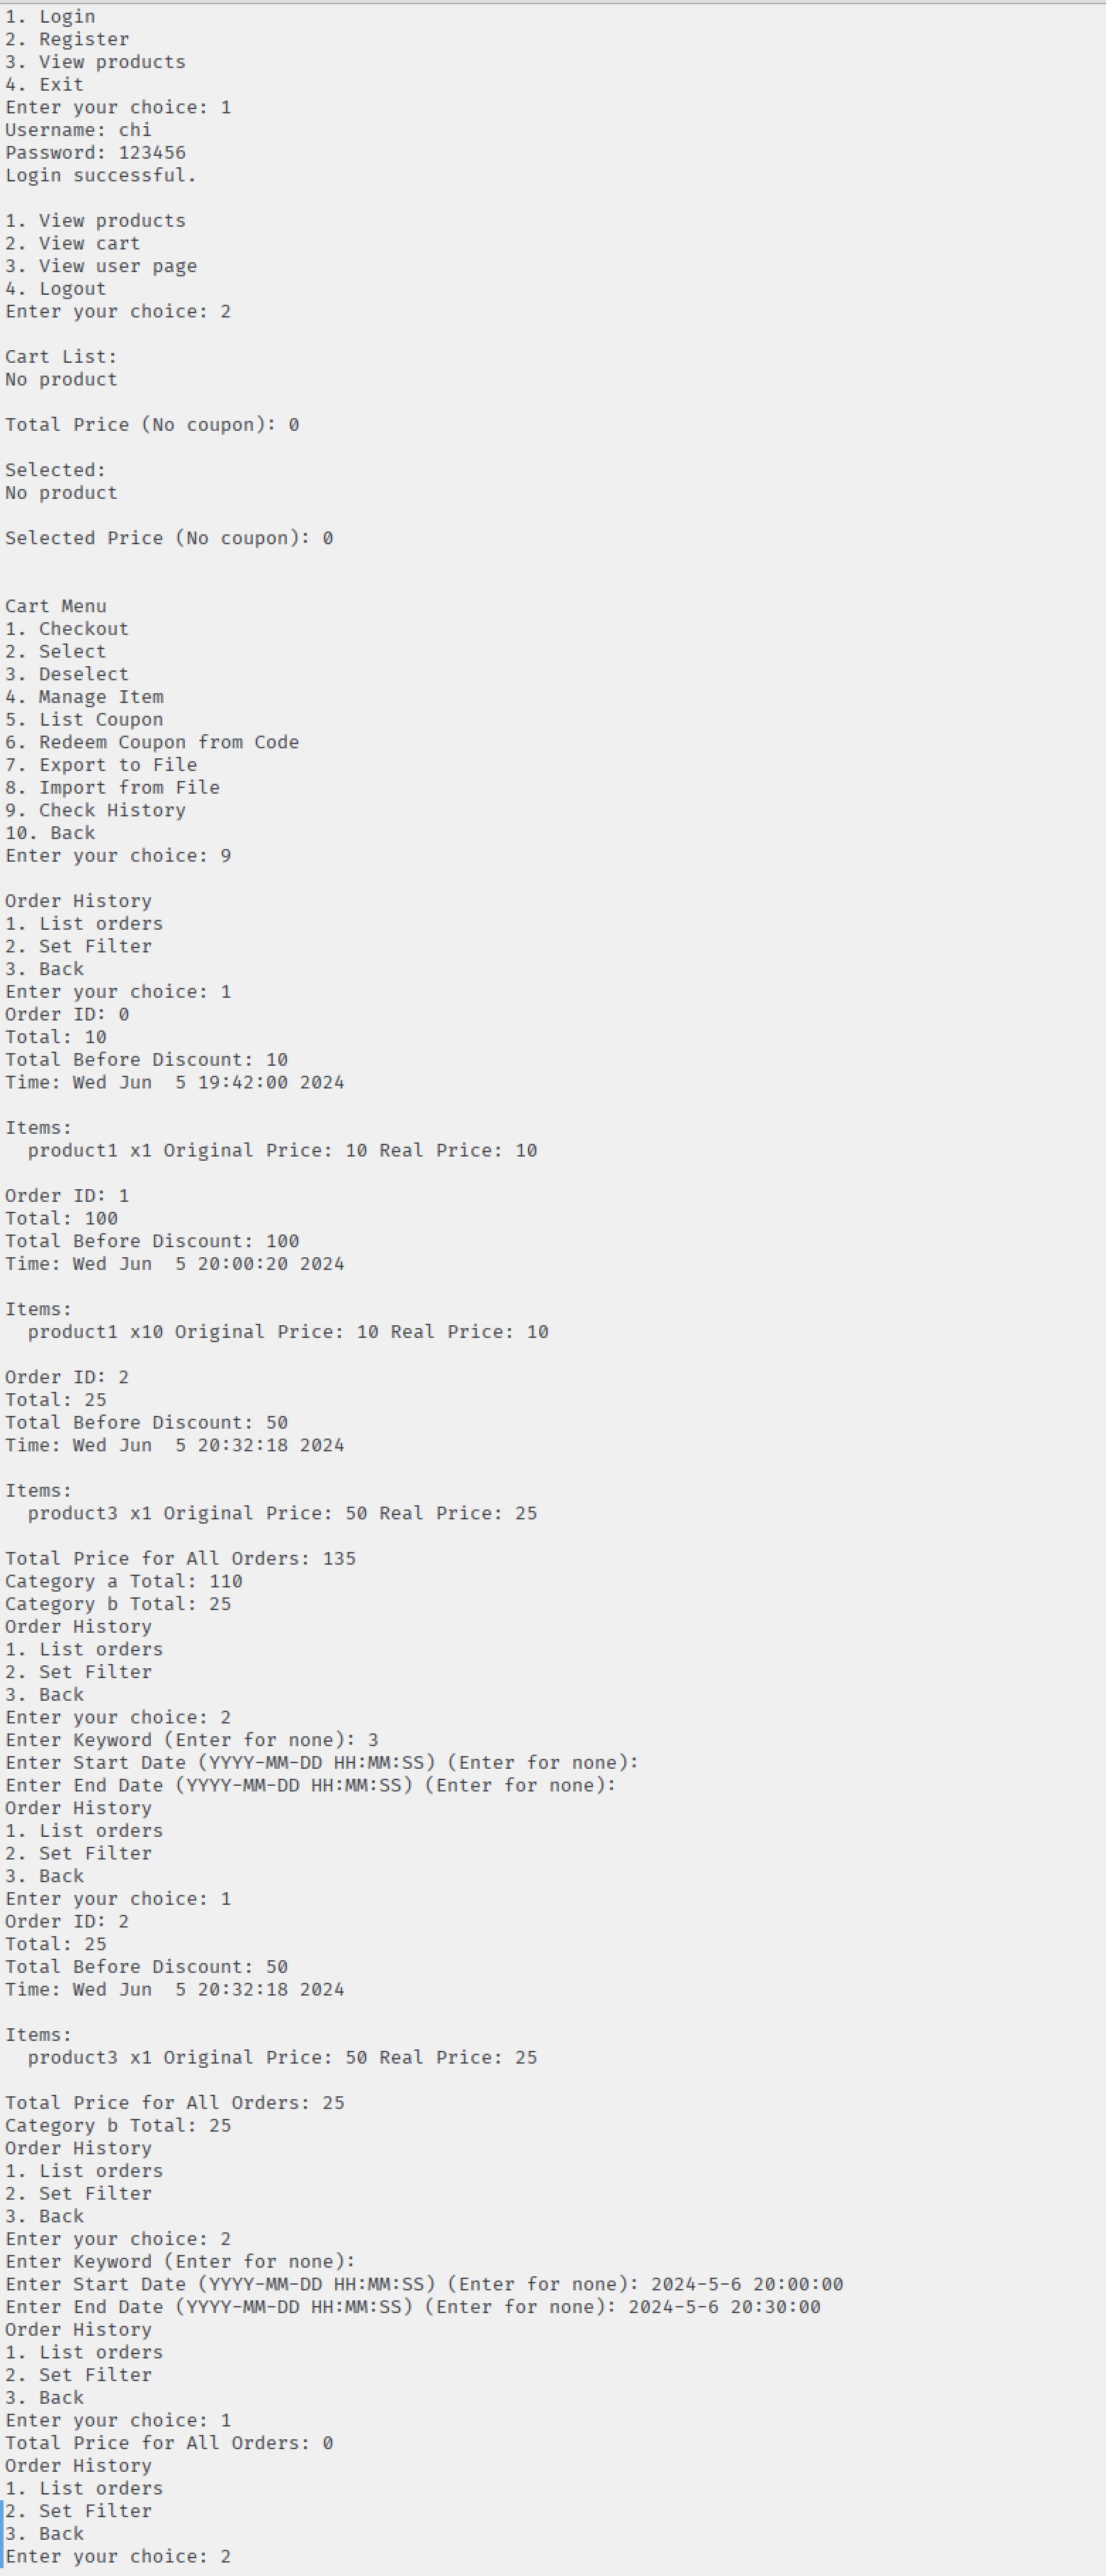 1. Login
2. Register
3. View products
4. Exit
Enter your choice: 1
Username: chi
Password: 123456
Login successful.

1. View products
2. View cart
3. View user page
4. Logout
Enter your choice: 2

Cart List:
No product

Total Price (No coupon): 0

Selected:
No product

Selected Price (No coupon): 0


Cart Menu
1. Checkout
2. Select
3. Deselect
4. Manage Item
5. List Coupon
6. Redeem Coupon from Code
7. Export to File
8. Import from File
9. Check History
10. Back
Enter your choice: 9

Order History
1. List orders
2. Set Filter
3. Back
Enter your choice: 1
Order ID: 0
Total: 10
Total Before Discount: 10
Time: Wed Jun  5 19:42:00 2024

Items:
  product1 x1 Original Price: 10 Real Price: 10

Order ID: 1
Total: 100
Total Before Discount: 100
Time: Wed Jun  5 20:00:20 2024

Items:
  product1 x10 Original Price: 10 Real Price: 10

Order ID: 2
Total: 25
Total Before Discount: 50
Time: Wed Jun  5 20:32:18 2024

Items:
  product3 x1 Original Price: 50 Real Price: 25

Total Price for All Orders: 135
Category a Total: 110
Category b Total: 25
Order History
1. List orders
2. Set Filter
3. Back
Enter your choice: 2
Enter Keyword (Enter for none): 3
Enter Start Date (YYYY-MM-DD HH:MM:SS) (Enter for none):
Enter End Date (YYYY-MM-DD HH:MM:SS) (Enter for none):
Order History
1. List orders
2. Set Filter
3. Back
Enter your choice: 1
Order ID: 2
Total: 25
Total Before Discount: 50
Time: Wed Jun  5 20:32:18 2024

Items:
  product3 x1 Original Price: 50 Real Price: 25

Total Price for All Orders: 25
Category b Total: 25
Order History
1. List orders
2. Set Filter
3. Back
Enter your choice: 2
Enter Keyword (Enter for none):
Enter Start Date (YYYY-MM-DD HH:MM:SS) (Enter for none): 2024-5-6 20:00:00
Enter End Date (YYYY-MM-DD HH:MM:SS) (Enter for none): 2024-5-6 20:30:00
Order History
1. List orders
2. Set Filter
3. Back
Enter your choice: 1
Total Price for All Orders: 0
Order History
1. List orders
2. Set Filter
3. Back
Enter your choice: 2